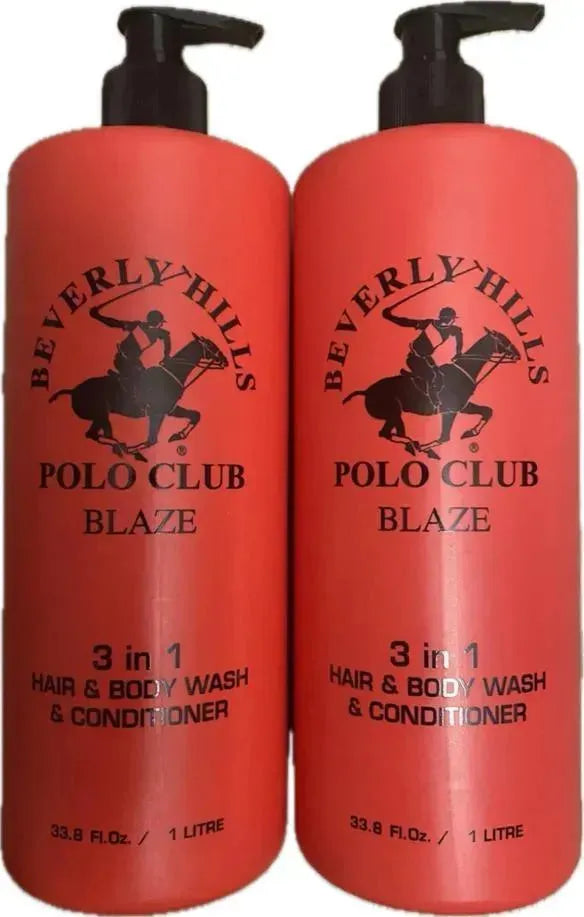 BEVERLY HILLS
®
POLO CLUB
BLAZE
3 in 1
HAIR & BODY WASH
& CONDITIONER
33.8 Fl.Oz. / 1 LITRE
BEVERLY HILLS
®
POLO CLUB
BLAZE
3 in 1
HAIR & BODY WASH
& CONDITIONER
33.8 Fl.Oz. / 1 LITRE